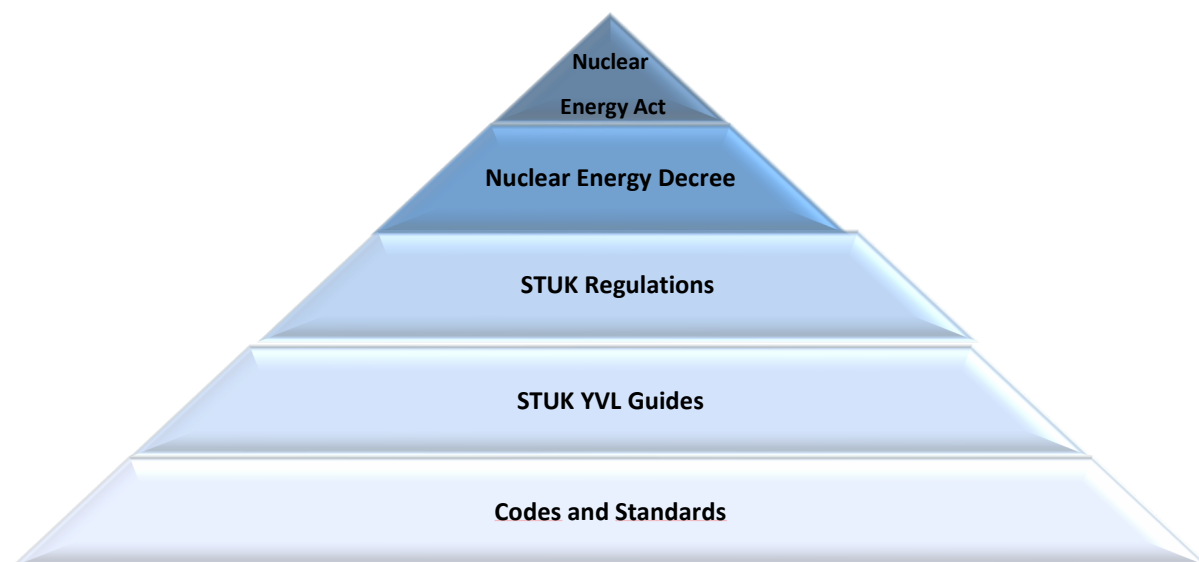 Nuclear
Energy Act
Nuclear Energy Decree
STUK Regulations
STUK YVL Guides
Codes and Standards